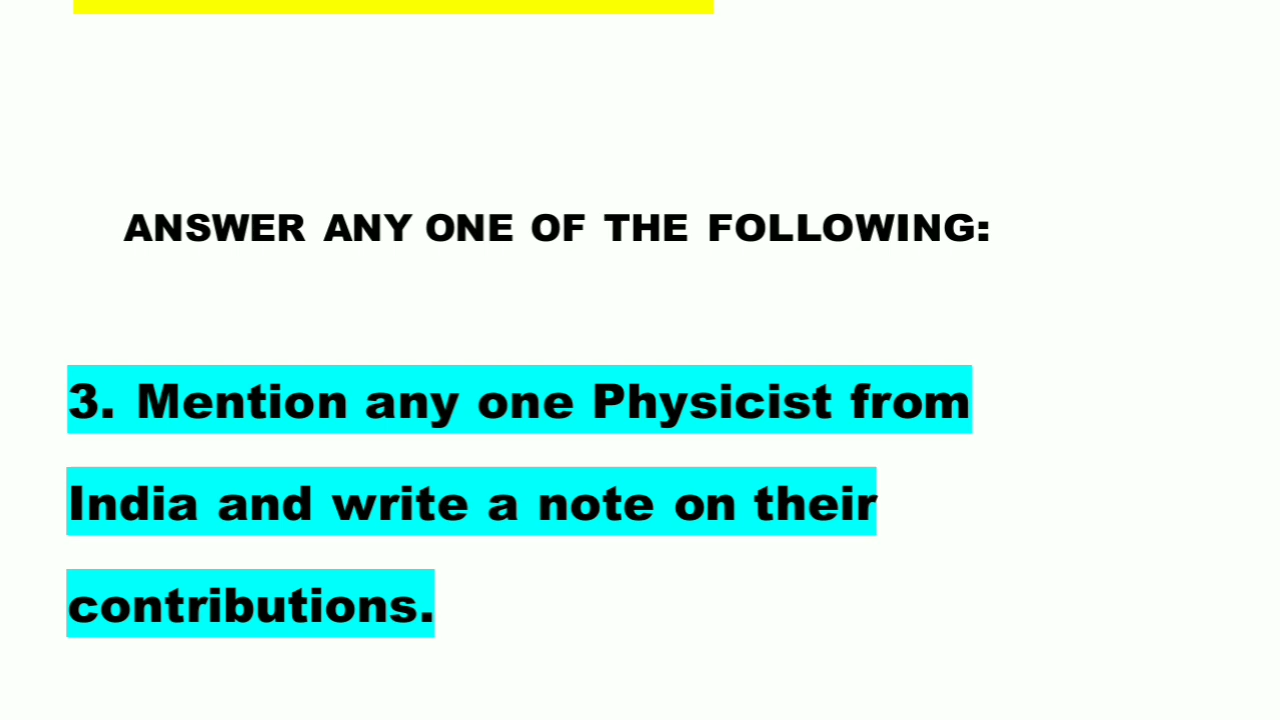 ANSWER ANY ONE OF THE FOLLOWING:
3. Mention any one Physicist from
India and write a note on their
contributions.